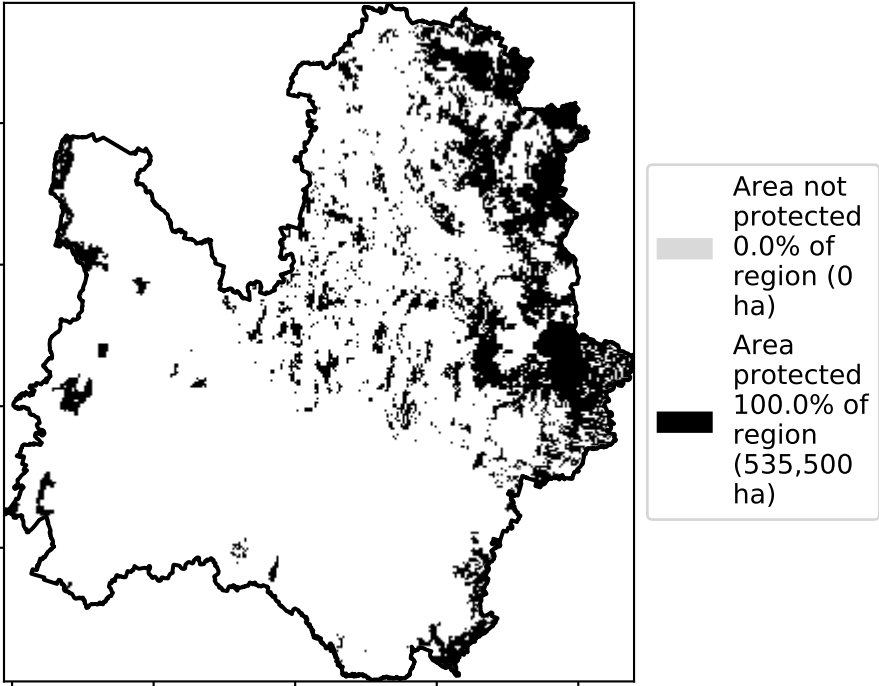 Area not
protected
0.0% of
region (0
ha)
Area
protected
100.0% of
region
(535,500
ha)